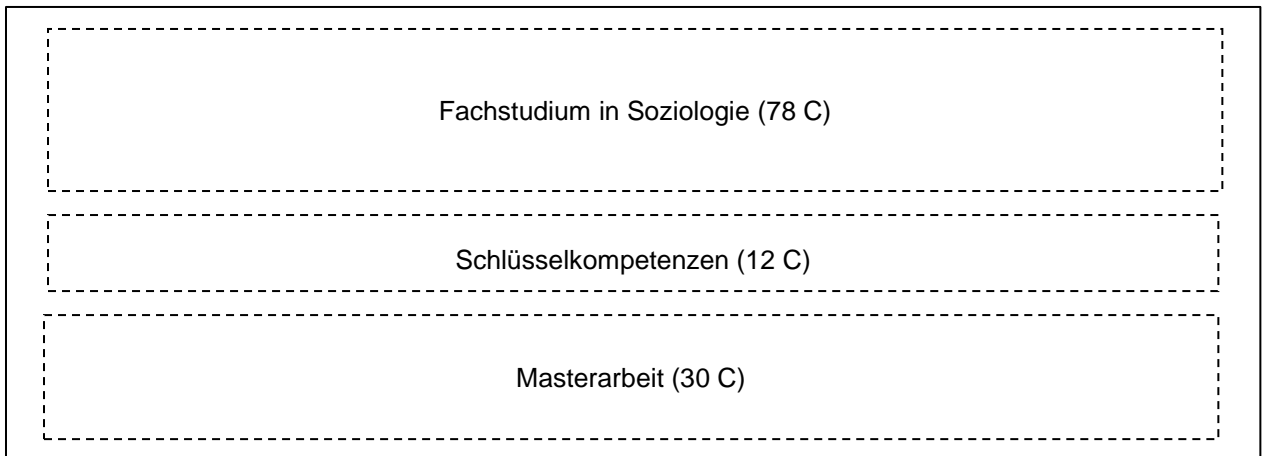 Fachstudium in Soziologie (78 C)
Schlüsselkompetenzen (12 C)
Masterarbeit (30 C)